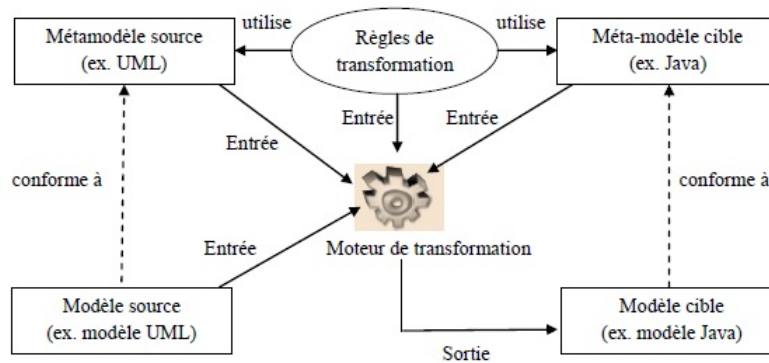 utilise
utilise
Métamodèle source
(ex. UML)
Règles de
transformation
Méta-modèle cible
(ex. Java)
Entrée
Entrée
Entrée
conforme à
conforme à
Entrée
Moteur de transformation
Modèle source
(ex. modèle UML)
Modèle cible
(ex. modèle Java)
Sortie